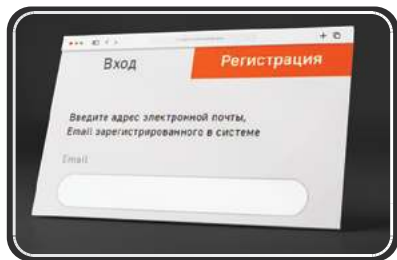 Вход
Регистрация
Введите адрес электронной почты,
Email зарегистрированного в системе
Email